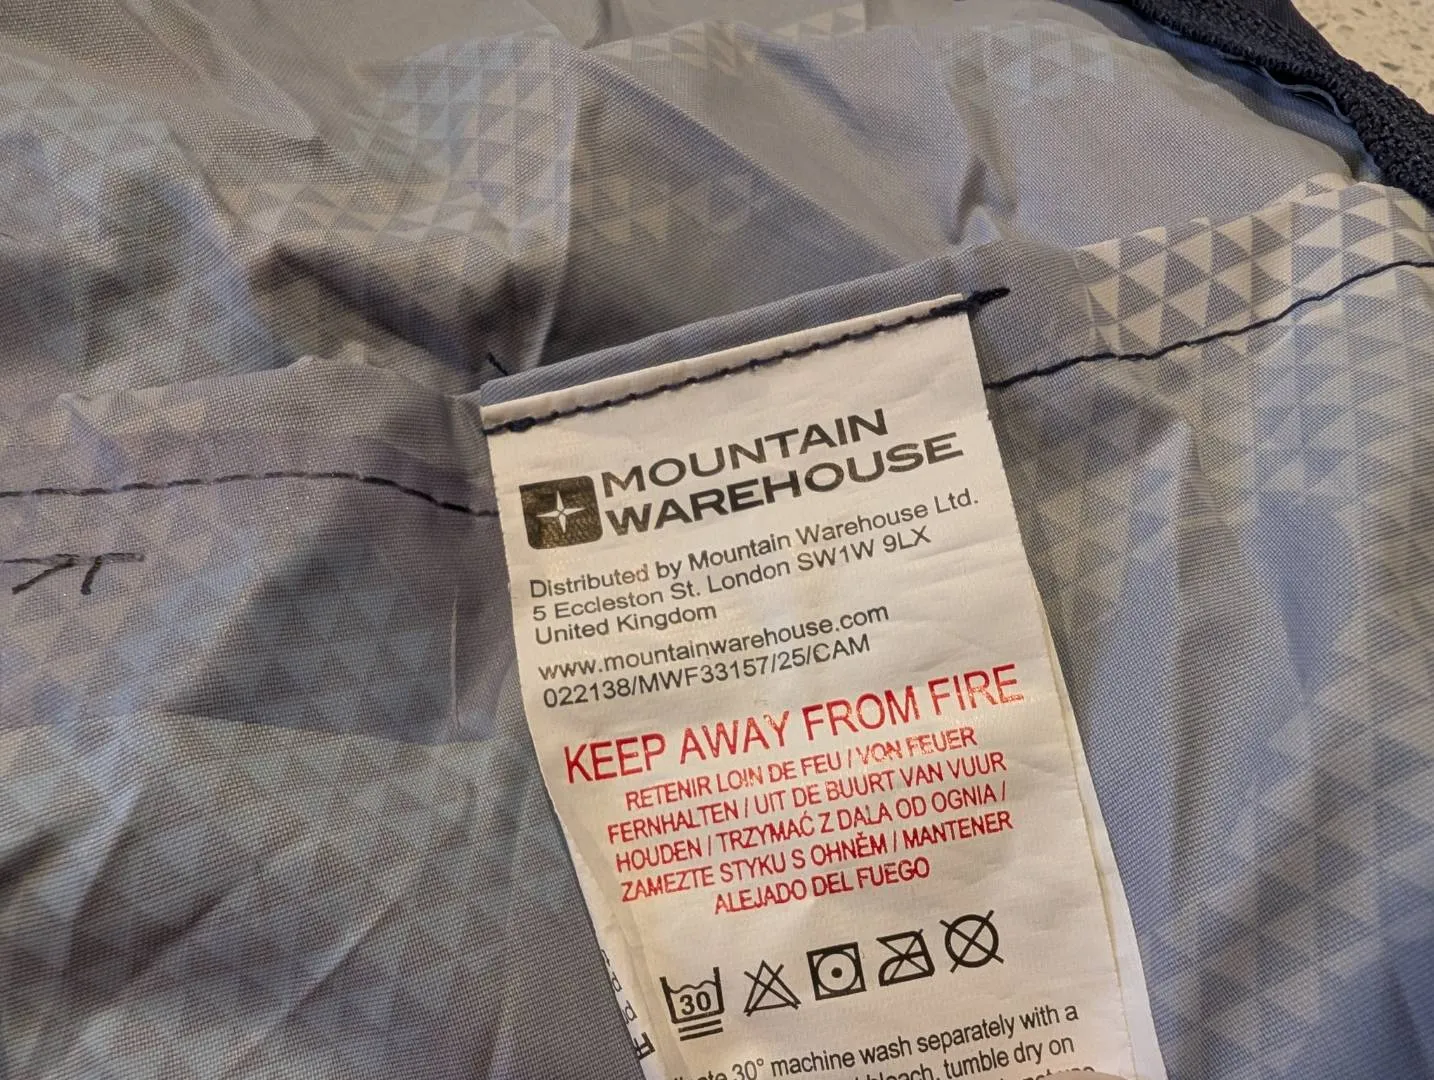 MOUNTAIN
WAREHOUSE
Distributed by Mountain Warehouse Ltd.
5 Eccleston St. London SW1W 9LX
United Kingdom
www.mountainwarehouse.com
022138/MWF33157/25/CAM
KEEP AWAY FROM FIRE
RETENIR LOIN DE FEU / VON FEUER
FERNHALTEN / UIT DE BUURT VAN VUUR
HOUDEN / TRZYMAĆ Z DALA OD OGNIA /
ZAMEZTE STYKU S OHNĚM / MANTENER
ALEJADO DEL FUEGO
30
30° machine wash separately with a
bleach, tumble dry on